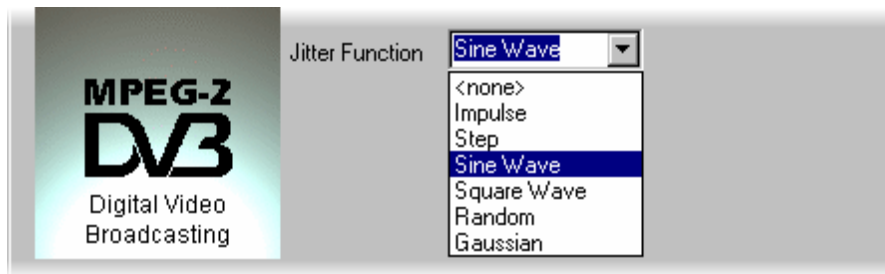 MPEG-2
DVB
Digital Video
Broadcasting
Jitter Function
Sine Wave
<none>
Impulse
Step
Sine Wave
Square Wave
Random
Gaussian